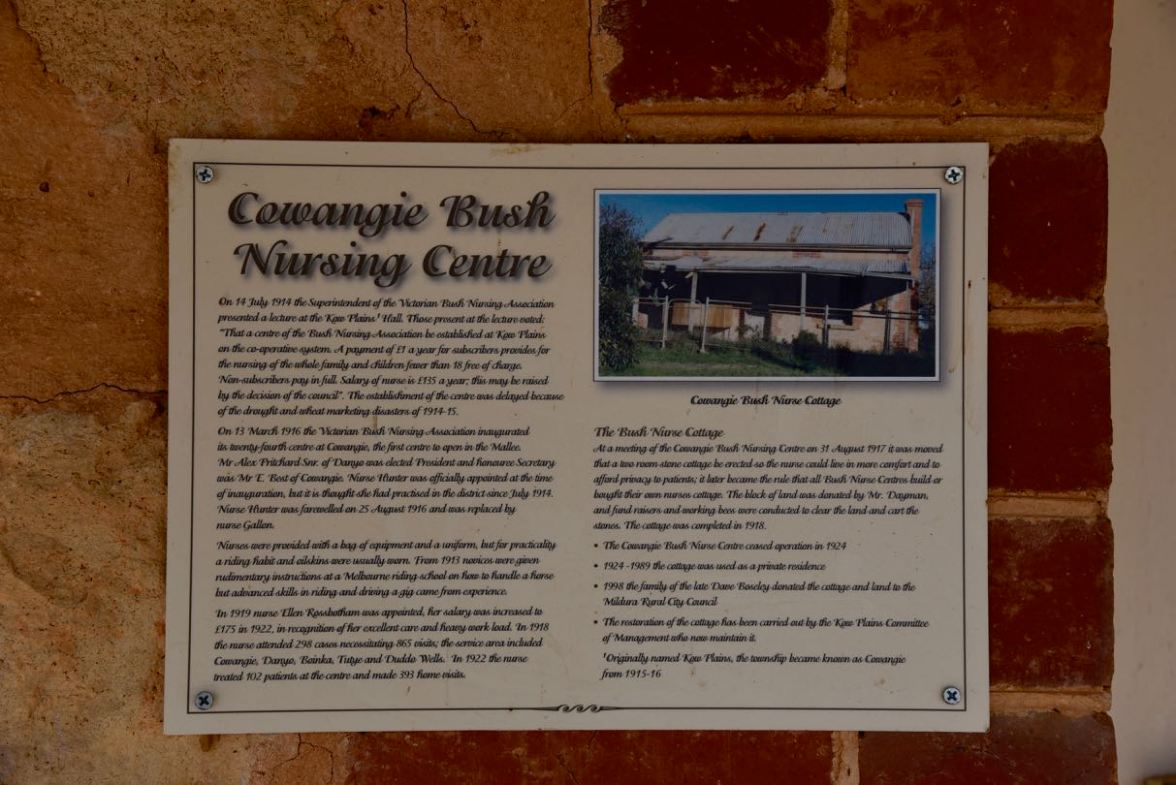 Cowangie Bush
Nursing Centre
On 14 July 1914 the Superintendent of the Victorian Bush Nursing Association
presented a lecture at the Kow Plains¹ Hall. Those present at the lecture voted:
"That a centre of the Bush Nursing Association be established at Kow Plains
on the co-operative system. A payment of £1 a year for subscribers provides for
the nursing of the whole family and children fewer than 18 free of charge.
Non-subscribers pay in full. Salary of nurse is £135 a year; this may be raised
by the decision of the council". The establishment of the centre was delayed because
of the drought and wheat marketing disasters of 1914-15.
On 13 March 1916 the Victorian Bush Nursing Association inaugurated
its twenty-fourth centre at Cowangie, the first centre to open in the Mallee.
Mr Alex Pritchard Snr. of Danyo was elected President and honouree Secretary
was Mr E. Best of Cowangie. Nurse Hunter was officially appointed at the time
of inauguration, but it is thought she had practised in the district since July 1914.
Nurse Hunter was farewelled on 25 August 1916 and was replaced by
nurse Gallon.
Nurses were provided with a bag of equipment and a uniform, but for practicality
a riding habit and oilskins were usually worn. From 1913 novices were given
rudimentary instructions at a Melbourne riding school on how to handle a horse
but advanced skills in riding and driving a gig came from experience.
In 1919 nurse Ellen Rossbotham was appointed, her salary was increased to
£175 in 1922, in recognition of her excellent care and heavy work load. In 1918
the nurse attended 298 cases necessitating 865 visits; the service area included
Cowangie, Danyo, Boinka, Tutye and Duddo Wells. In 1922 the nurse
treated 102 patients at the centre and made 393 home visits.
Cowangie Bush Nurse Cottage
The Bush Nurse Cottage
At a meeting of the Cowangie Bush Nursing Centre on 31 August 1917 it was moved
that a two room stone cottage be erected so the nurse could live in more comfort and to
afford privacy to patients; it later became the rule that all Bush Nurse Centres build or
bought their own nurses cottage. The block of land was donated by Mr. Dayman,
and fund raisers and working bees were conducted to clear the land and cart the
stones. The cottage was completed in 1918.
• The Cowangie Bush Nurse Centre ceased operation in 1924
• 1924 -1989 the cottage was used as a private residence
• 1998 the family of the late Dave Boseley donated the cottage and land to the
Mildura Rural City Council
• The restoration of the cottage has been carried out by the Kow Plains Committee
of Management who now maintain it.
¹Originally named Kow Plains, the township became known as Cowangie
from 1915-16